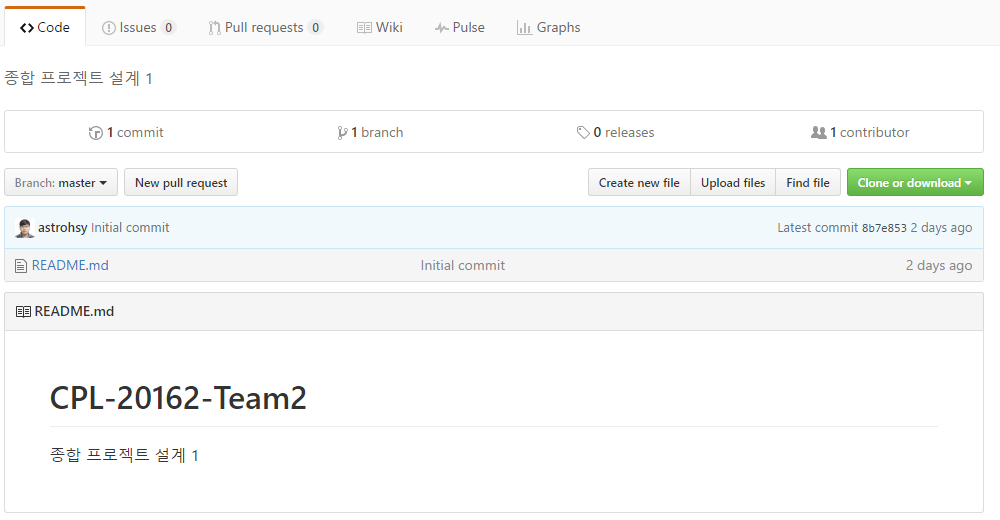 Code Issues 0 Pull requests 0 Wiki Pulse Graphs
종합 프로젝트 설계 1
1 commit 1 branch 0 releases 1 contributor
Branch: master New pull request Create new file Upload files Find file Clone or download
astrohsy Initial commit Latest commit 8b7e853 2 days ago
README.md Initial commit 2 days ago
README.md
CPL-20162-Team2
종합 프로젝트 설계 1